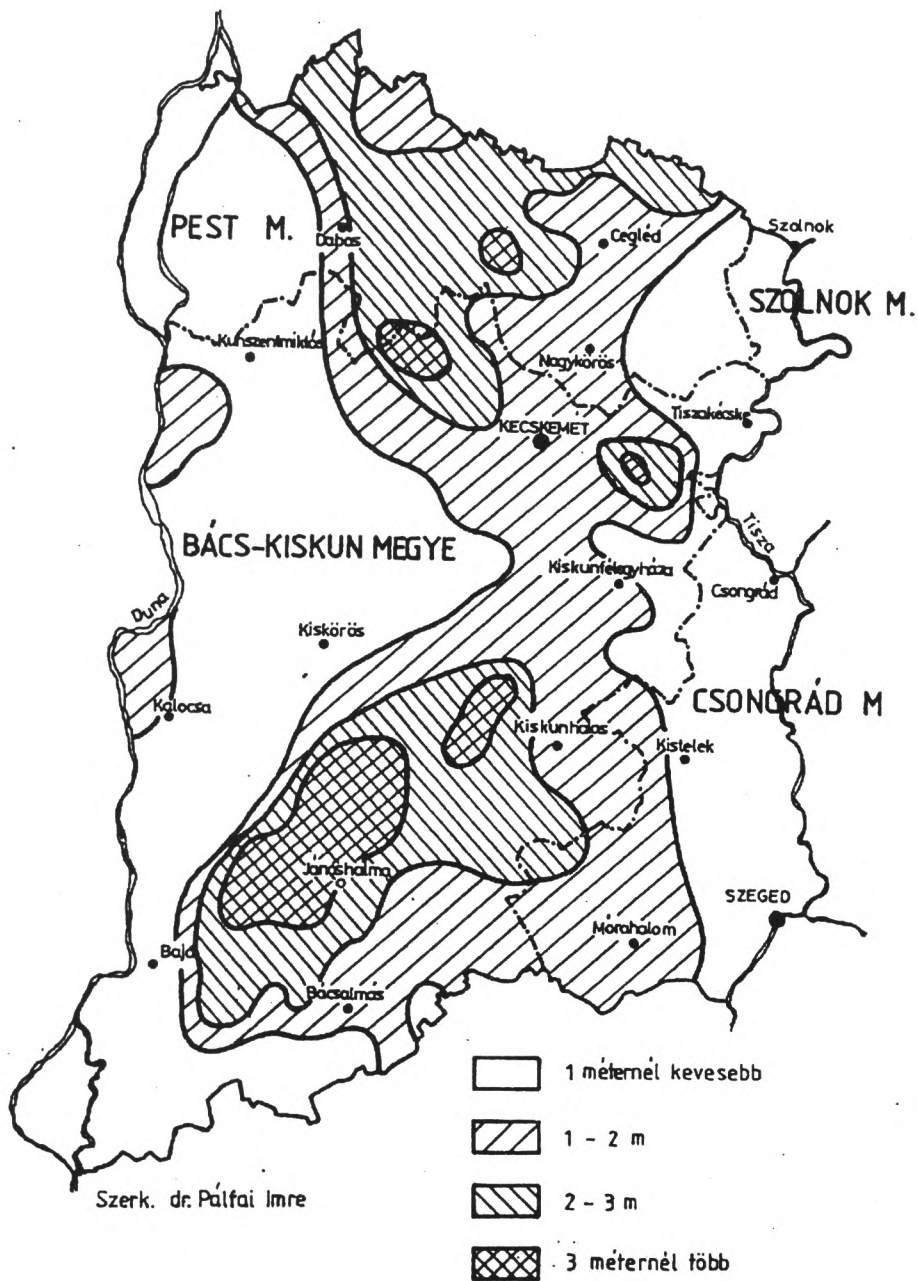 PEST M.
Dabas
Cegléd
Szolnok
SZOLNOK M.
Kunszentmiklós
Nagykőrös
KECSKEMÉT
Tiszakécske
Tisza
BÁCS-KISKUN MEGYE
Kiskunfélegyháza
Csongrád
Duna
Kiskörös
Kalocsa
CSONGRÁD M
Kiskunhalas
Kistelek
Jánoshalma
SZEGED
Mórahalom
Baja
Bácsalmás
1 méternél kevesebb
1 - 2 m
2 - 3 m
3 méternél több
Szerk. dr. Pálfai Imre